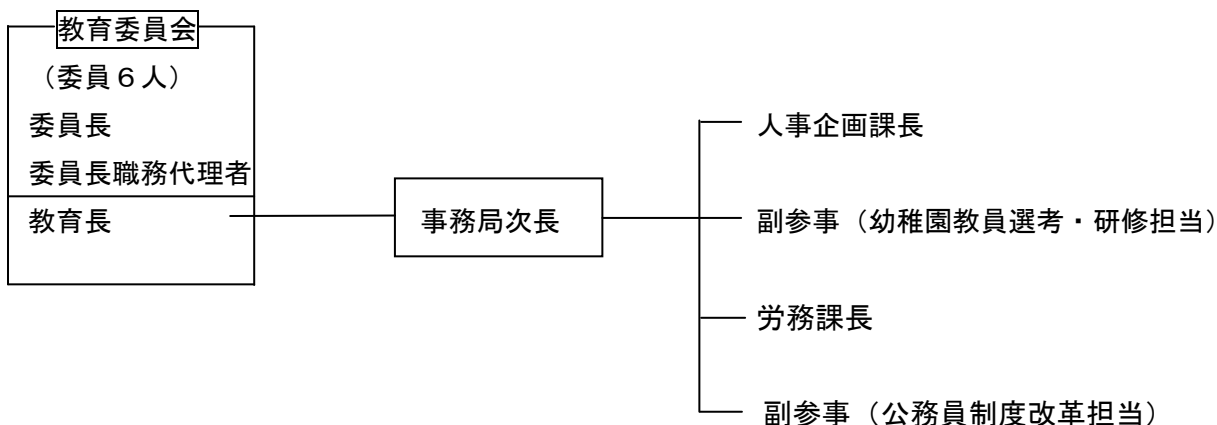 教育委員会
（委員６人）
委員長
委員長職務代理者
教育長
事務局次長
人事企画課長
副参事（幼稚園教員選考・研修担当）
労務課長
副参事（公務員制度改革担当）